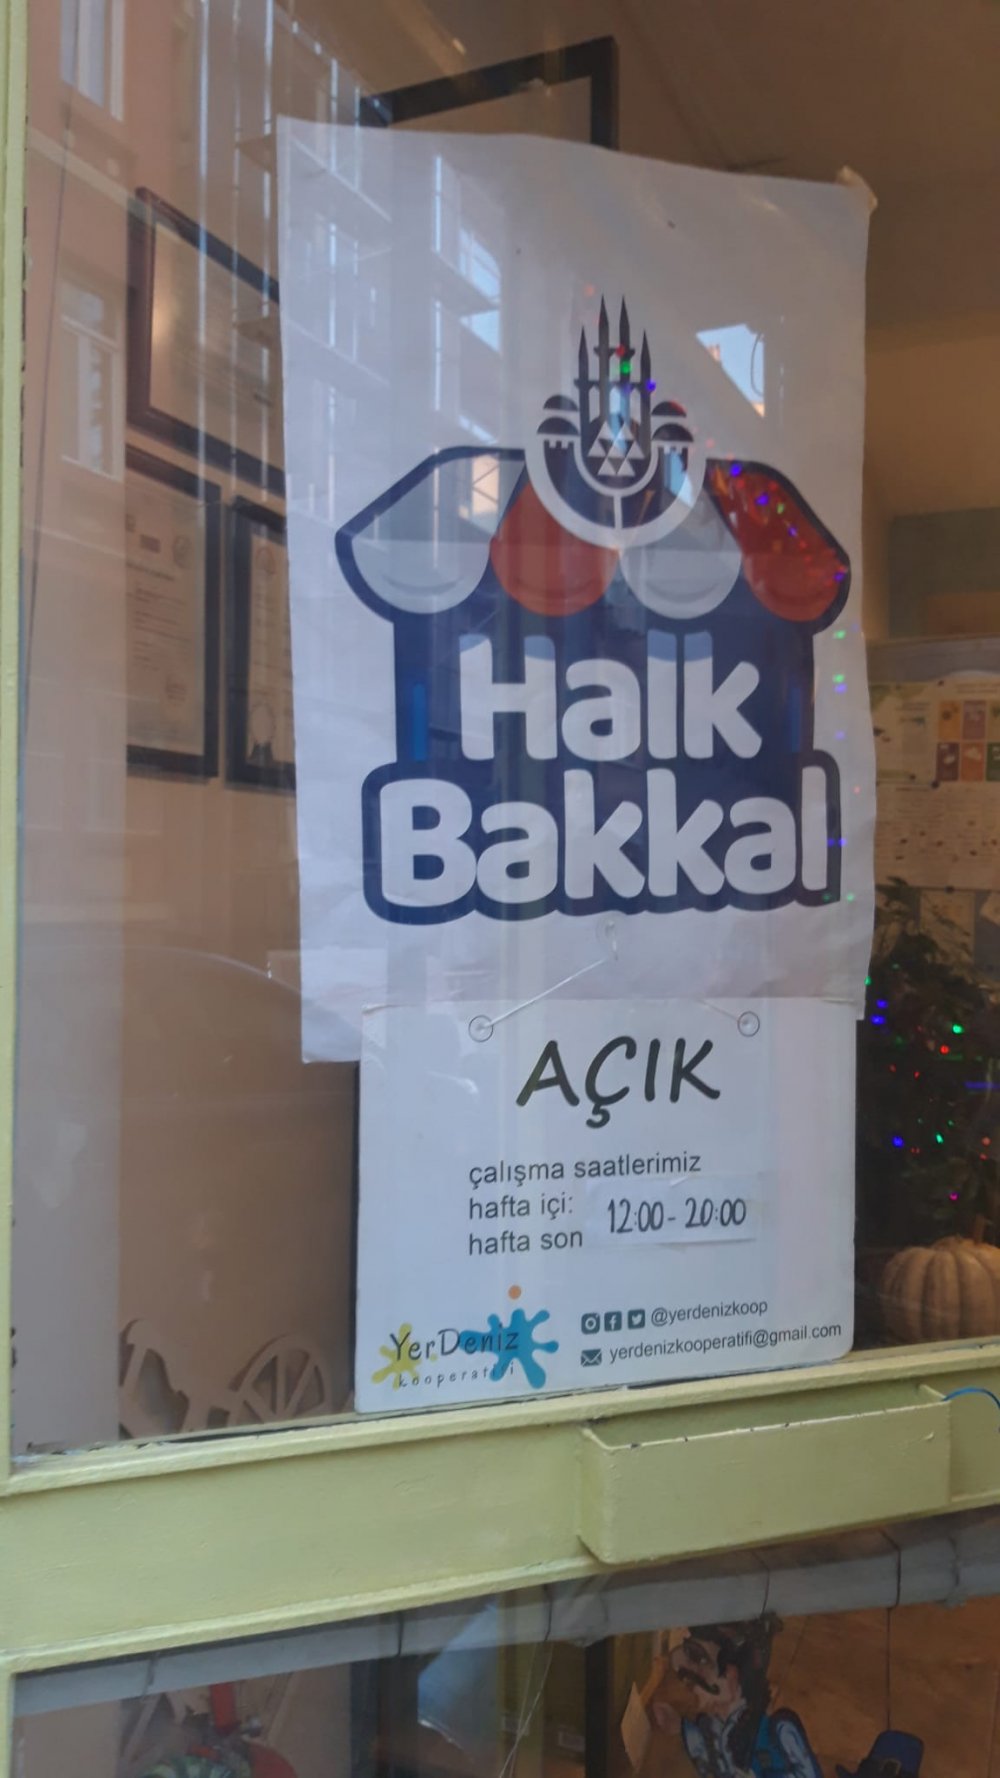 Halk
Bakkal
AÇIK
çalışma saatlerimiz
hafta içi:
12:00 - 20:00
hafta son
YerDeniz
kooperatifi
@yerdenizkoop
yerdenizkooperatifi@gmail.com